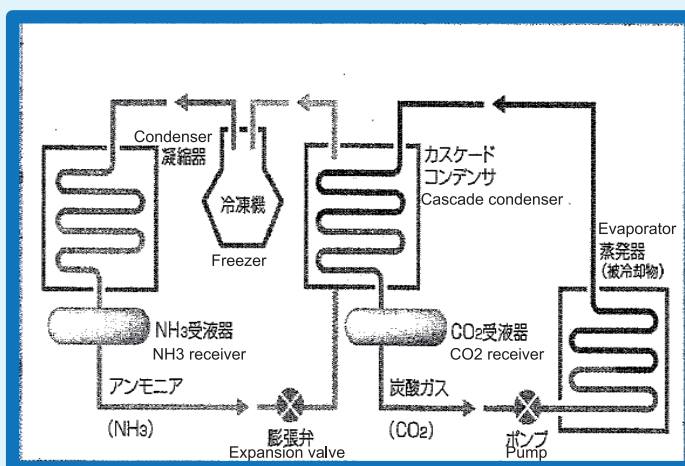 Condenser
凝縮器
冷凍機
Freezer
カスケード
コンデンサ
Cascade condenser
Evaporator
蒸発器
(被冷却物)
NH3受液器
NH3 receiver
CO2受液器
CO2 receiver
アンモニア
(NH3)
膨張弁
Expansion valve
炭酸ガス
(CO2)
ポンプ
Pump